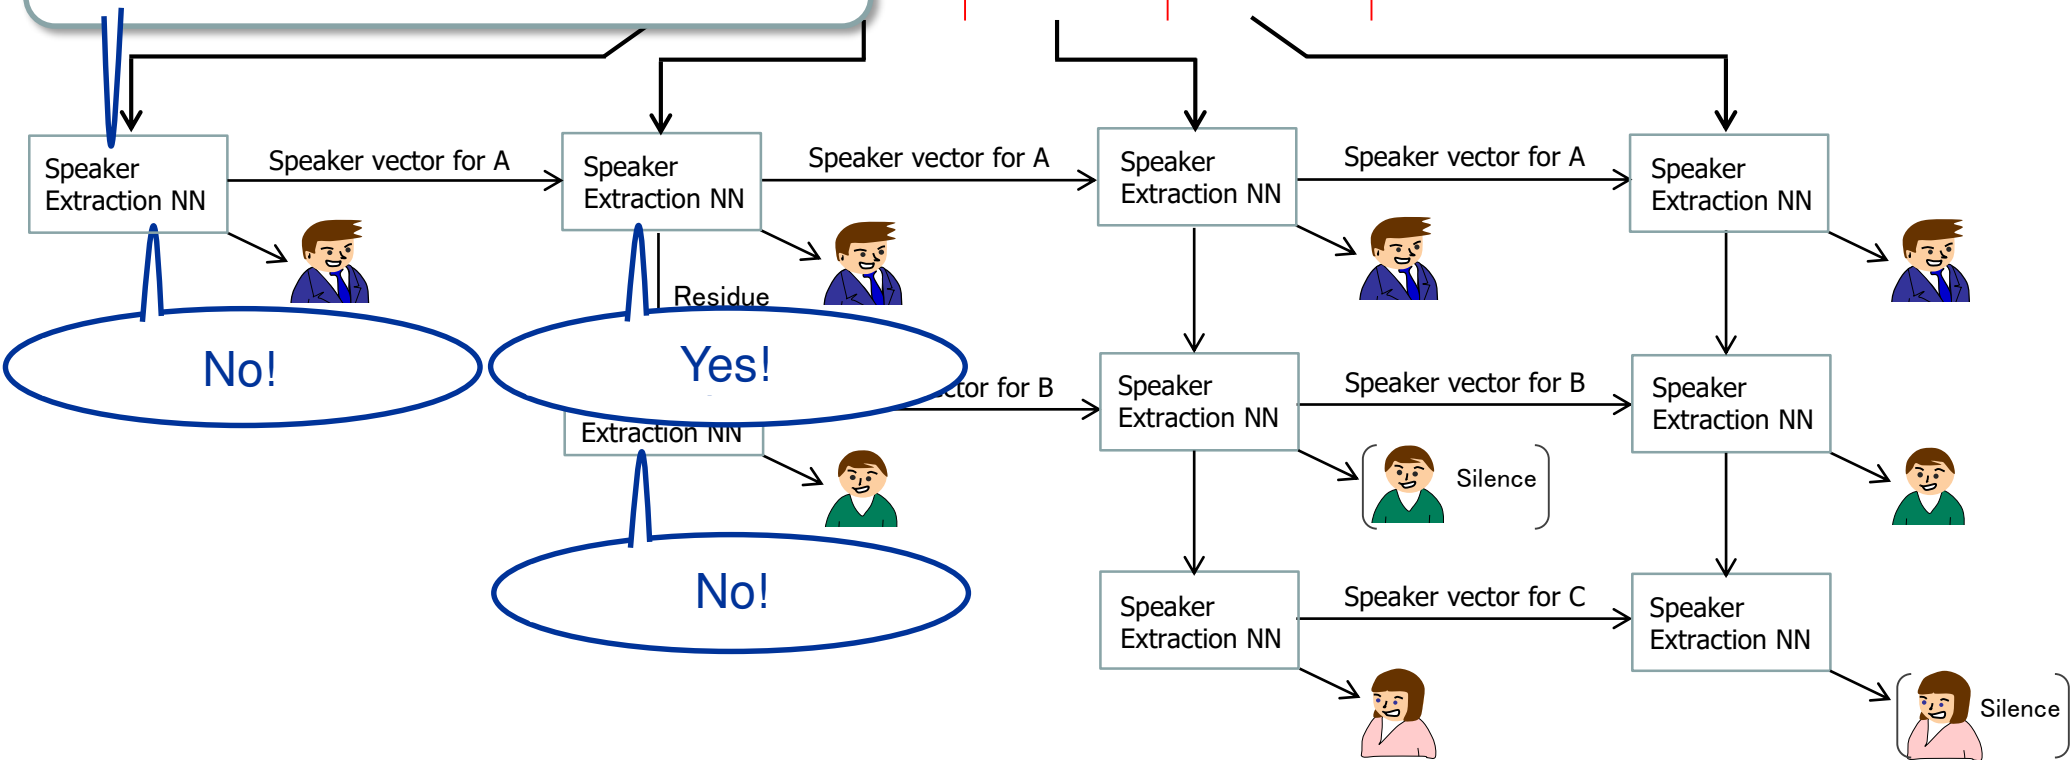 Speaker
Extraction NN
Speaker vector for A
Speaker
Extraction NN
Speaker vector for A
Speaker
Extraction NN
Speaker vector for A
Speaker
Extraction NN
Residue
No!
Yes!
for B
Extraction NN
Speaker
Extraction NN
Speaker vector for B
Speaker
Extraction NN
Silence
No!
Speaker
Extraction NN
Speaker vector for C
Speaker
Extraction NN
Silence